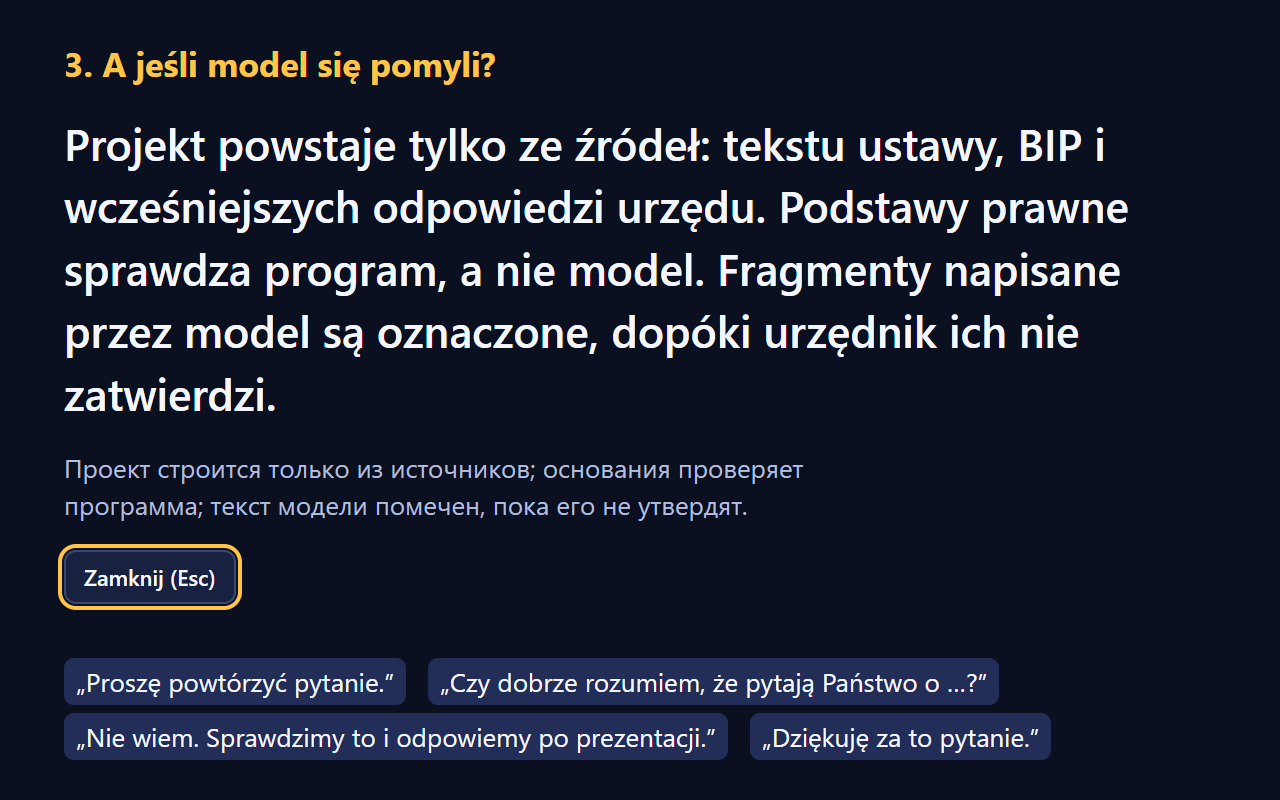 3. A jeśli model się pomyli?
Projekt powstaje tylko ze źródeł: tekstu ustawy, BIP i
wcześniejszych odpowiedzi urzędu. Podstawy prawne
sprawdza program, a nie model. Fragmenty napisane
przez model są oznaczone, dopóki urzędnik ich nie
zatwierdzi.
Проект строится только из источников; основания проверяет
программа; текст модели помечен, пока его не утвердят.
Zamknij (Esc)
„Proszę powtórzyć pytanie.” „Czy dobrze rozumiem, że pytają Państwo o …?”
„Nie wiem. Sprawdzimy to i odpowiemy po prezentacji.” „Dziękuję za to pytanie.”